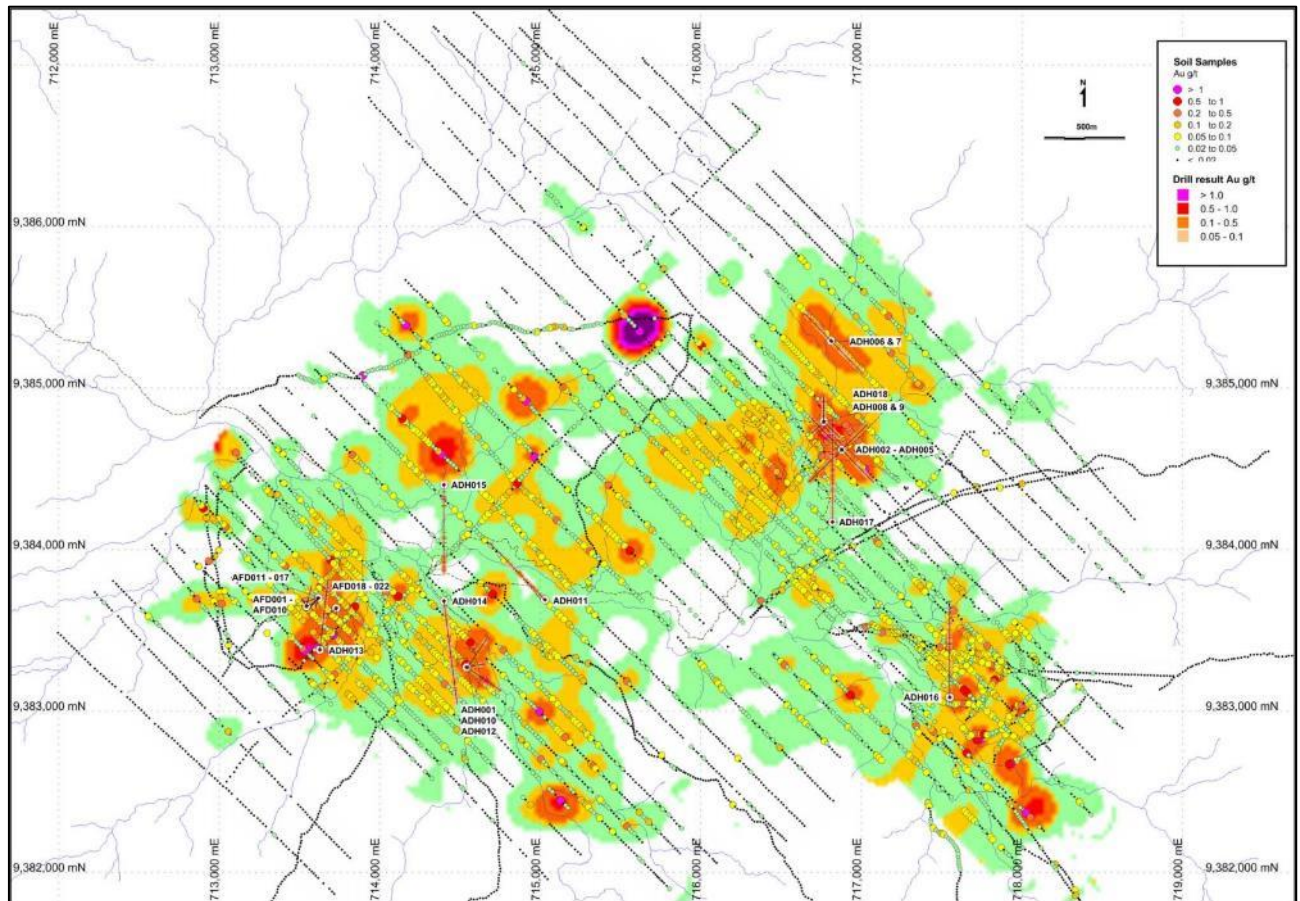 712,000 mE
713,000 mE
714,000 mE
715,000 mE
716,000 mE
717,000 mE
Soil Samples
Au g/t
> 1
0.5 to 1
0.2 to 0.5
0.1 to 0.2
0.05 to 0.1
0.02 to 0.05
< 0.02
Drill result Au g/t
> 1.0
0.5 - 1.0
0.1 - 0.5
0.05 - 0.1
N
500m
9,386,000 mN
9,386,000 mN
ADH006 & 7
9,385,000 mN
9,385,000 mN
ADH018
ADH008 & 9
ADH002 - ADH005
ADH015
ADH017
9,384,000 mN
9,384,000 mN
AFD011 - 017
AFD018 - 022
AFD001 -
AFD010
ADH014
ADH011
ADH013
ADH016
9,383,000 mN
9,383,000 mN
ADH001
ADH010
ADH012
9,382,000 mN
9,382,000 mN
712,000 mE
713,000 mE
714,000 mE
715,000 mE
716,000 mE
717,000 mE
718,000 mE
719,000 mE